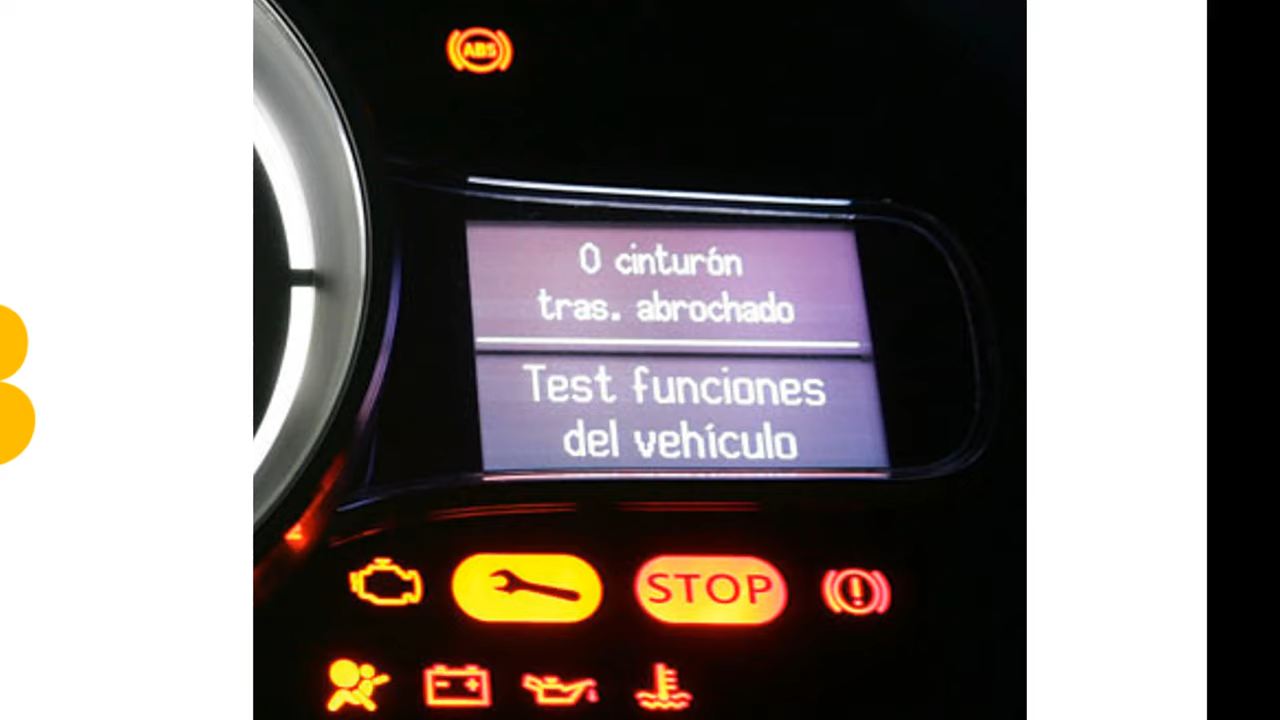 ABS
0 cinturón
tras. abrochado
Test funciones
del vehículo
STOP